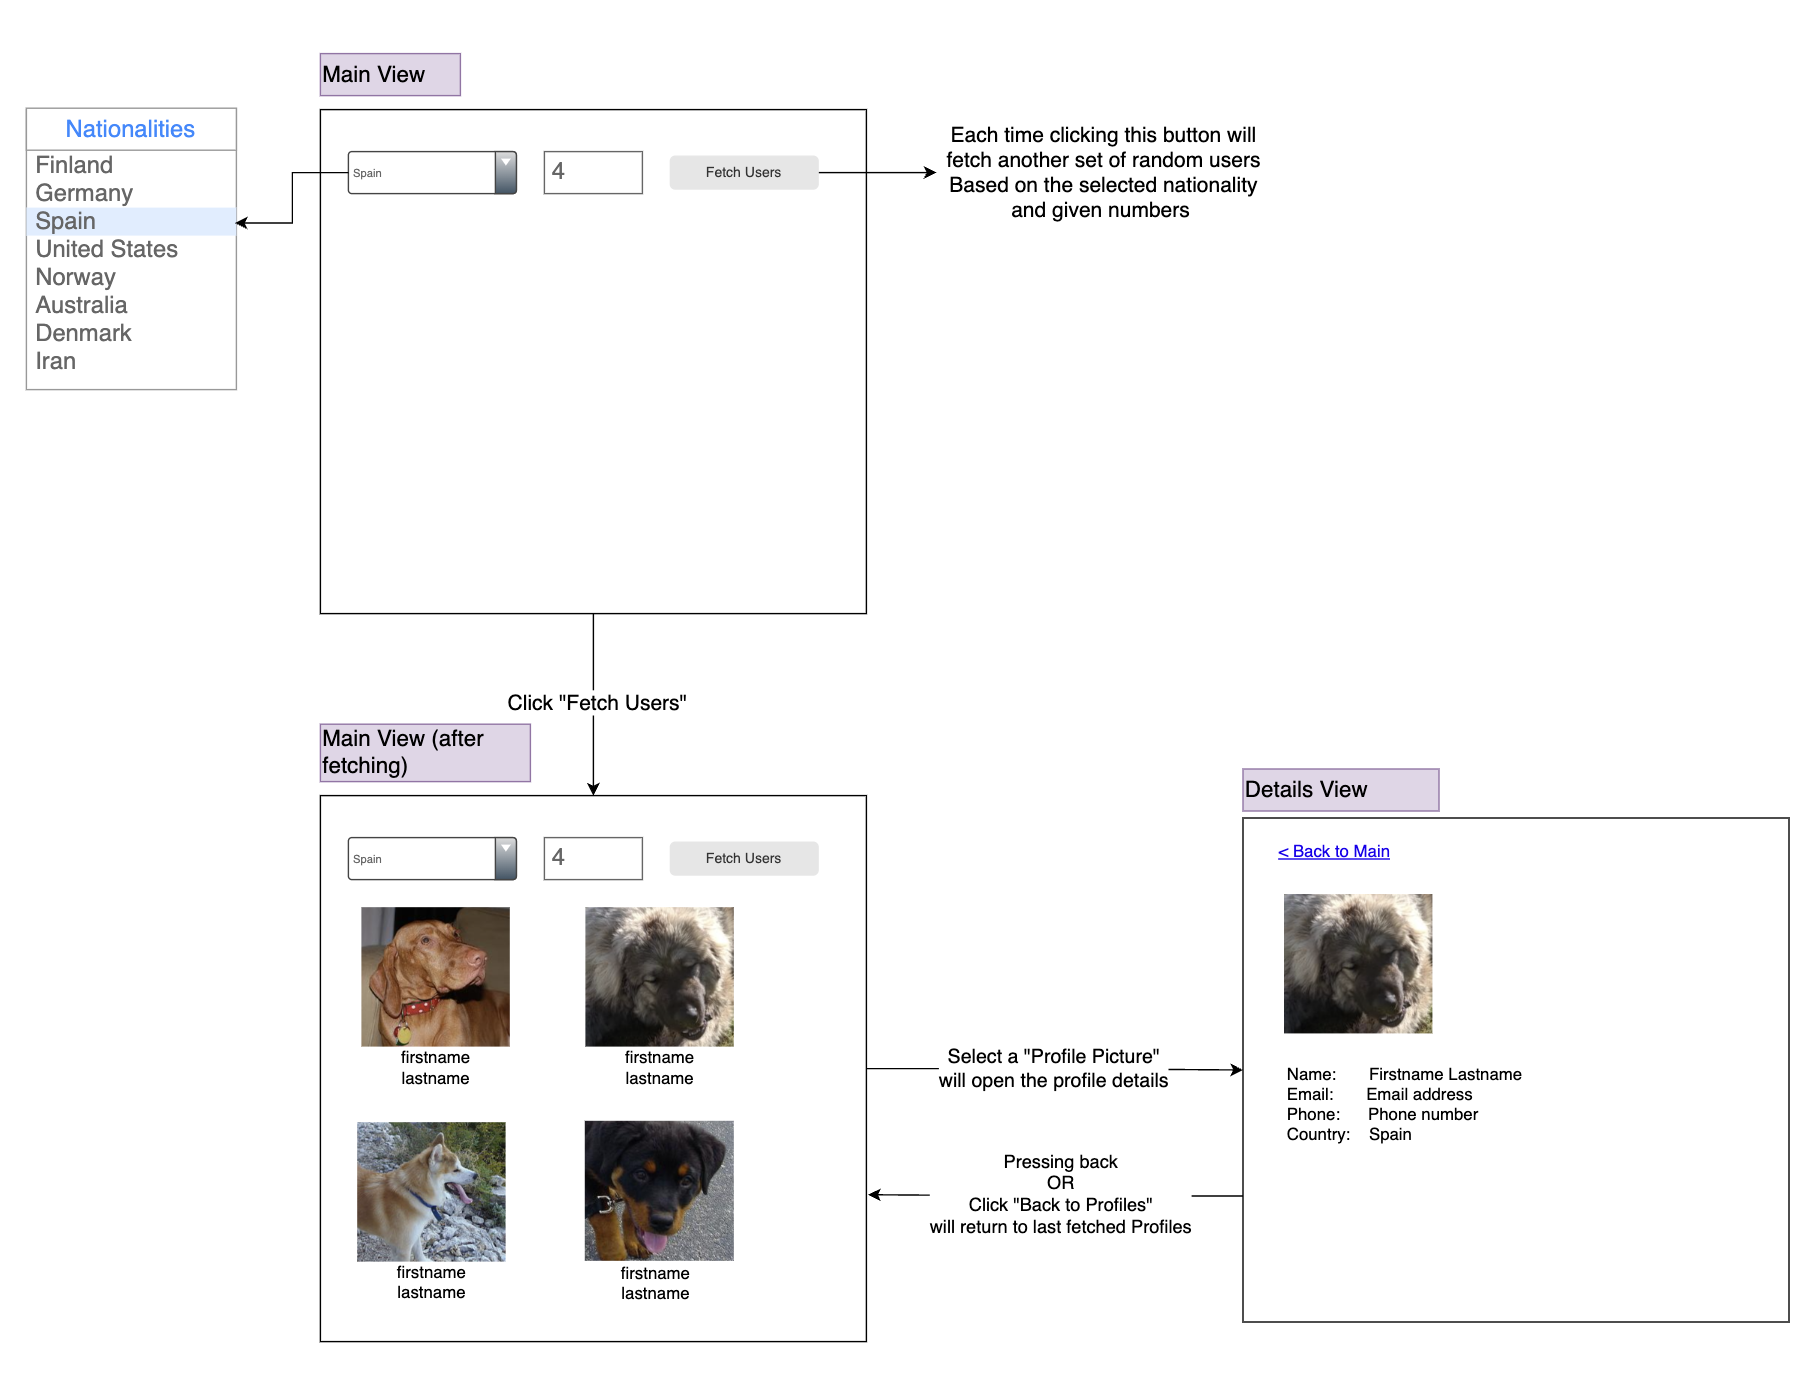 Main View
Nationalities
Finland
Germany
Spain
United States
Norway
Australia
Denmark
Iran
Spain
4
Fetch Users
Each time clicking this button will
fetch another set of random users
Based on the selected nationality
and given numbers
Click "Fetch Users"
Main View (after
fetching)
Spain
4
Fetch Users
firstname
lastname
firstname
lastname
firstname
lastname
firstname
lastname
Select a "Profile Picture"
will open the profile details
Pressing back
OR
Click "Back to Profiles"
will return to last fetched Profiles
Details View
< Back to Main
Name: Firstname Lastname
Email: Email address
Phone: Phone number
Country: Spain